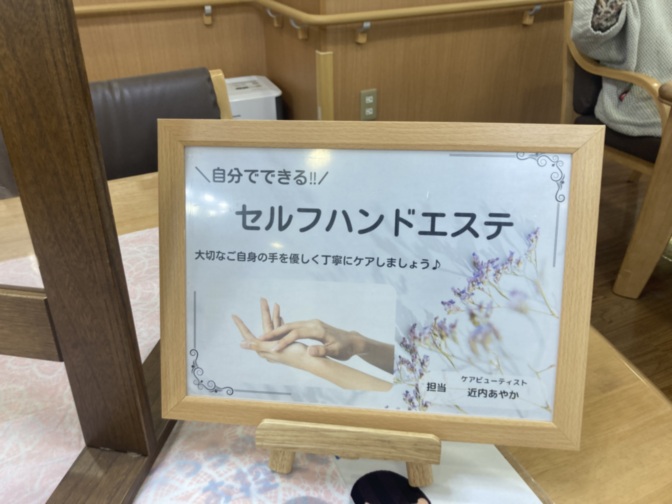 ＼自分でできる!!／
セルフハンドエステ
大切なご自身の手を優しく丁寧にケアしましょう♪
ケアビューティスト
担当 近内あやか